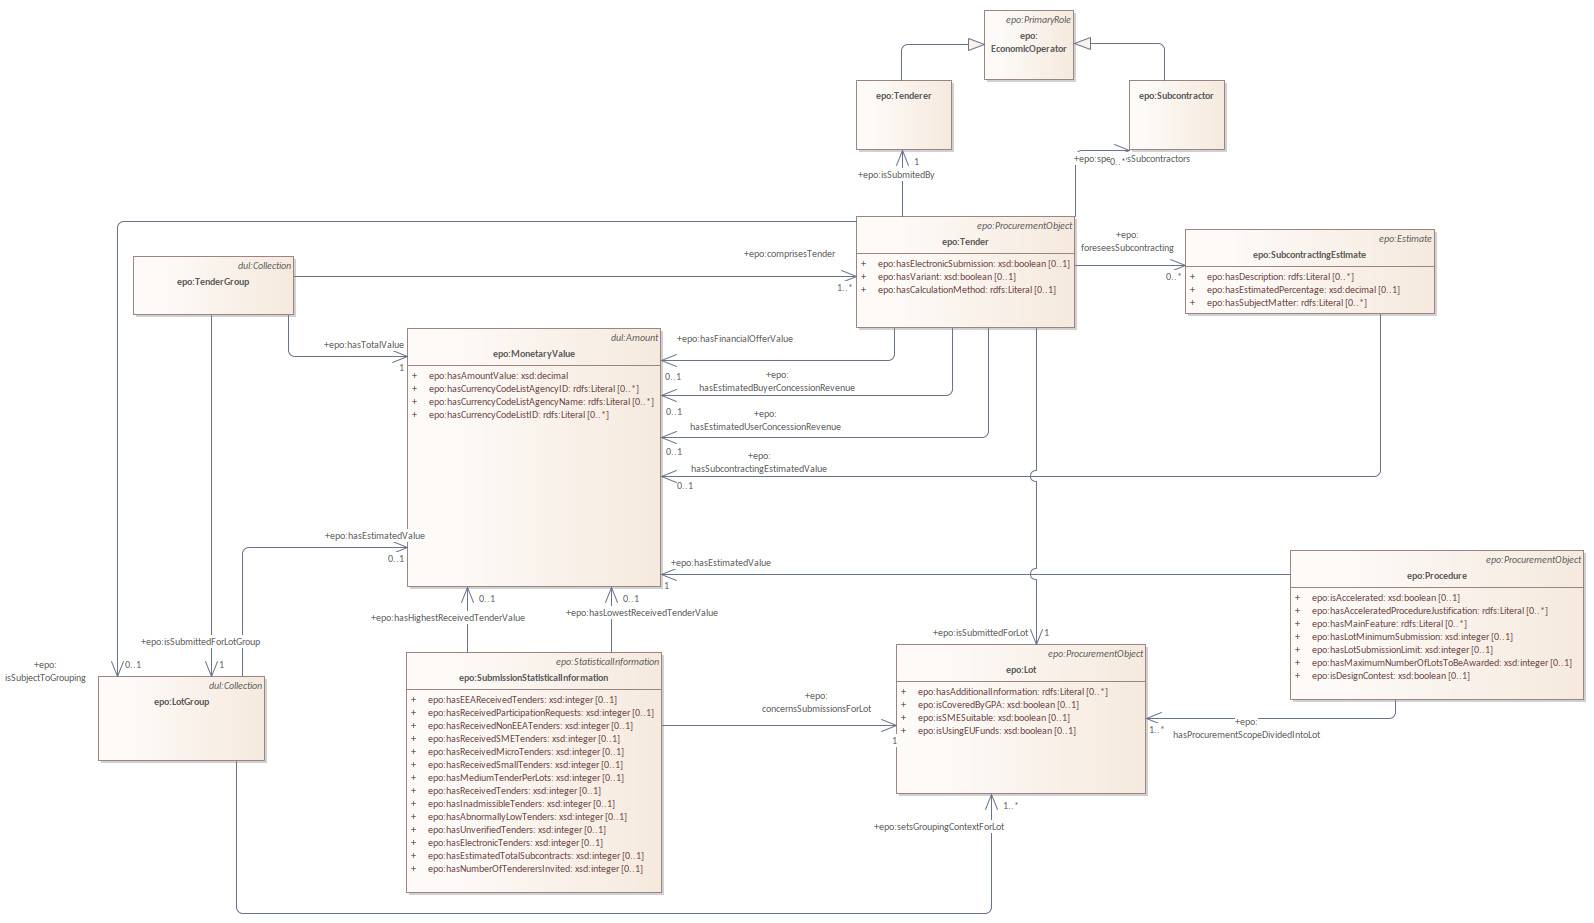 epo:PrimaryRole
epo:
EconomicOperator
epo:Tenderer
epo:Subcontractor
1
+epo:isSubmitedBy
0..*
sSubcontractors
epo:ProcurementObject
epo:Tender
+ epo:hasElectronicSubmission: xsd:boolean [0..1]
+ epo:hasVariant: xsd:boolean [0..1]
+ epo:hasCalculationMethod: rdfs:Literal [0..1]
+epo:
foreseesSubcontracting
0..*
epo:Estimate
epo:SubcontractingEstimate
+ epo:hasDescription: rdfs:Literal [0..*]
+ epo:hasEstimatedPercentage: xsd:decimal [0..1]
+ epo:hasSubjectMatter: rdfs:Literal [0..*]
+epo:comprisesTender
1..*
dul:Collection
epo:TenderGroup
+epo:hasTotalValue
1
dul:Amount
epo:MonetaryValue
+ epo:hasAmountValue: xsd:decimal
+ epo:hasCurrencyCodeListAgencyID: rdfs:Literal [0..*]
+ epo:hasCurrencyCodeListAgencyName: rdfs:Literal [0..*]
+ epo:hasCurrencyCodeListID: rdfs:Literal [0..*]
+epo:hasFinancialOfferValue
0..1
+epo:
hasEstimatedBuyerConcessionRevenue
0..1
+epo:
hasEstimatedUserConcessionRevenue
0..1
+epo:
hasSubcontractingEstimatedValue
0..1
+epo:hasEstimatedValue
0..1
+epo:hasEstimatedValue
1
epo:ProcurementObject
epo:Procedure
+ epo:isAccelerated: xsd:boolean [0..1]
+ epo:hasAcceleratedProcedureJustification: rdfs:Literal [0..*]
+ epo:hasMainFeature: rdfs:Literal [0..*]
+ epo:hasLotMinimumSubmission: xsd:integer [0..1]
+ epo:hasLotSubmissionLimit: xsd:integer [0..1]
+ epo:hasMaximumNumberOfLotsToBeAwarded: xsd:integer [0..1]
+ epo:isDesignContest: xsd:boolean [0..1]
0..1
+epo:hasHighestReceivedTenderValue
0..1
+epo:hasLowestReceivedTenderValue
+epo:isSubmittedForLot
1
+epo:isSubmittedForLotGroup
1
+epo:
isSubjectToGrouping
0..1
dul:Collection
epo:LotGroup
epo:StatisticalInformation
epo:SubmissionStatisticalInformation
+ epo:hasEEAReceivedTenders: xsd:integer [0..1]
+ epo:hasReceivedParticipationRequests: xsd:integer [0..1]
+ epo:hasReceivedNonEEATenders: xsd:integer [0..1]
+ epo:hasReceivedSMETenders: xsd:integer [0..1]
+ epo:hasReceivedMicroTenders: xsd:integer [0..1]
+ epo:hasReceivedSmallTenders: xsd:integer [0..1]
+ epo:hasMediumTenderPerLots: xsd:integer [0..1]
+ epo:hasReceivedTenders: xsd:integer [0..1]
+ epo:hasInadmissibleTenders: xsd:integer [0..1]
+ epo:hasAbnormallyLowTenders: xsd:integer [0..1]
+ epo:hasUnverifiedTenders: xsd:integer [0..1]
+ epo:hasElectronicTenders: xsd:integer [0..1]
+ epo:hasEstimatedTotalSubcontracts: xsd:integer [0..1]
+ epo:hasNumberOfTenderersInvited: xsd:integer [0..1]
+epo:
concernsSubmissionsForLot
1
epo:ProcurementObject
epo:Lot
+ epo:hasAdditionalInformation: rdfs:Literal [0..*]
+ epo:isCoveredByGPA: xsd:boolean [0..1]
+ epo:isSMESuitable: xsd:boolean [0..1]
+ epo:isUsingEUFunds: xsd:boolean [0..1]
+epo:
1..*
hasProcurementScopeDividedIntoLot
1..*
+epo:setsGroupingContextForLot